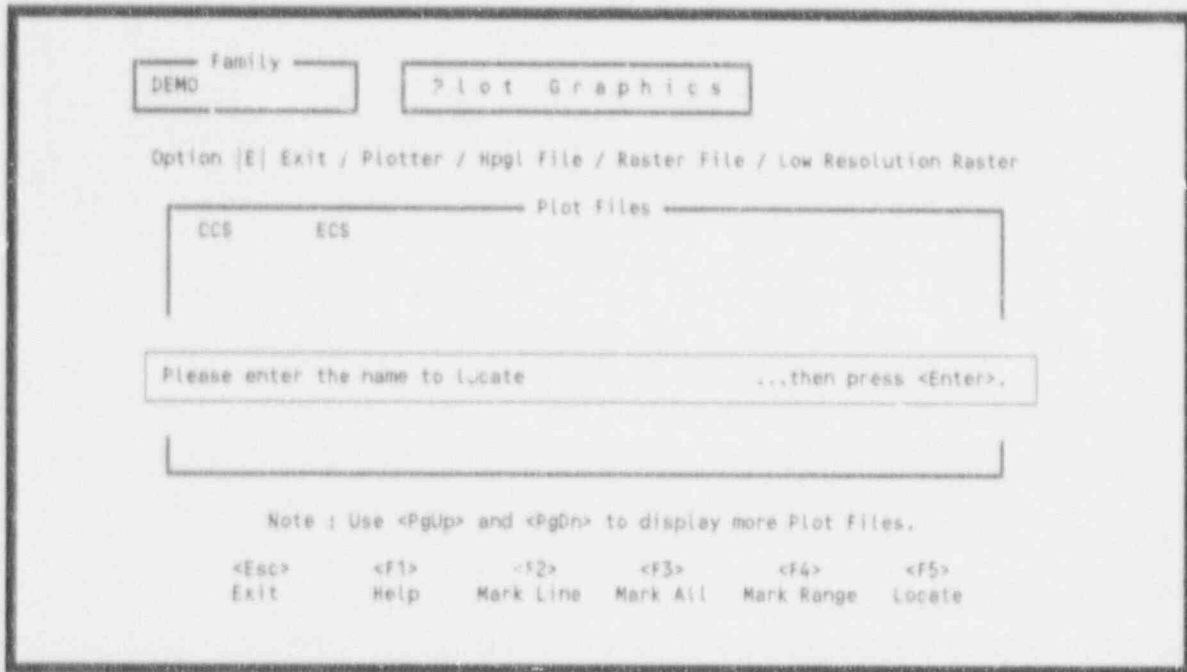 Family
DEMO
Plot Graphics
Option |E| Exit / Plotter / Hpgl File / Raster File / Low Resolution Raster
Plot Files
CCS ECS
Please enter the name to Locate ...then press <Enter>.
Note : Use <PgUp> and <PgDn> to display more Plot Files.
<Esc> <F1> <F2> <F3> <F4> <F5>
Exit Help Mark Line Mark All Mark Range Locate